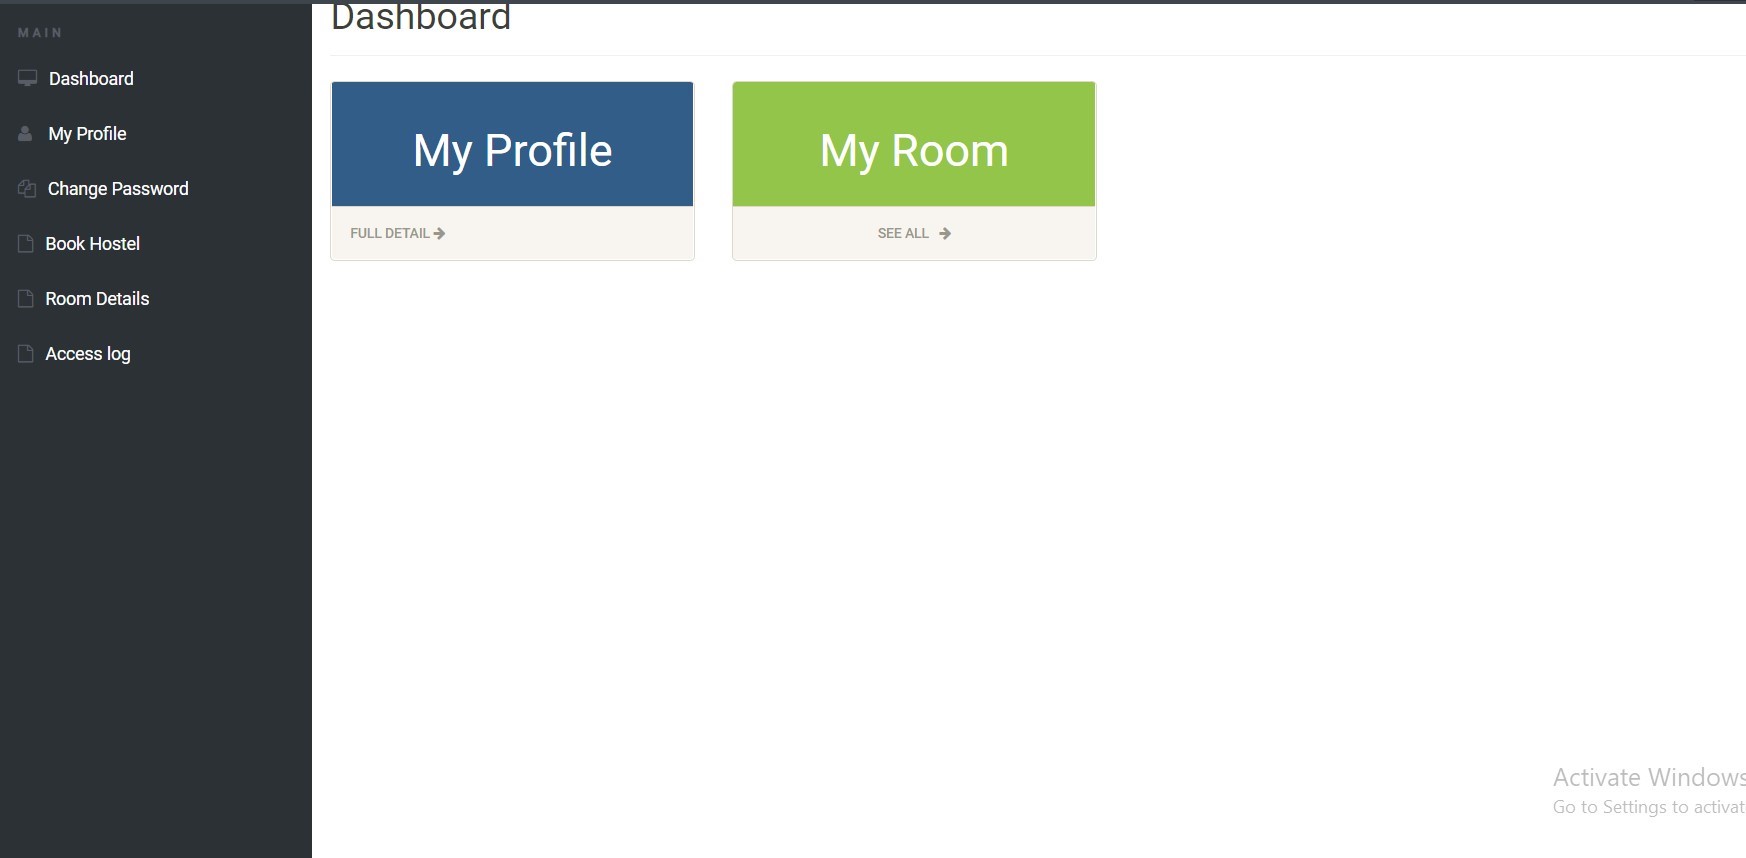 MAIN
Dashboard
My Profile
Change Password
Book Hostel
Room Details
Access log
Dashboard
My Profile
FULL DETAIL
My Room
SEE ALL
Activate Windows
Go to Settings to activat